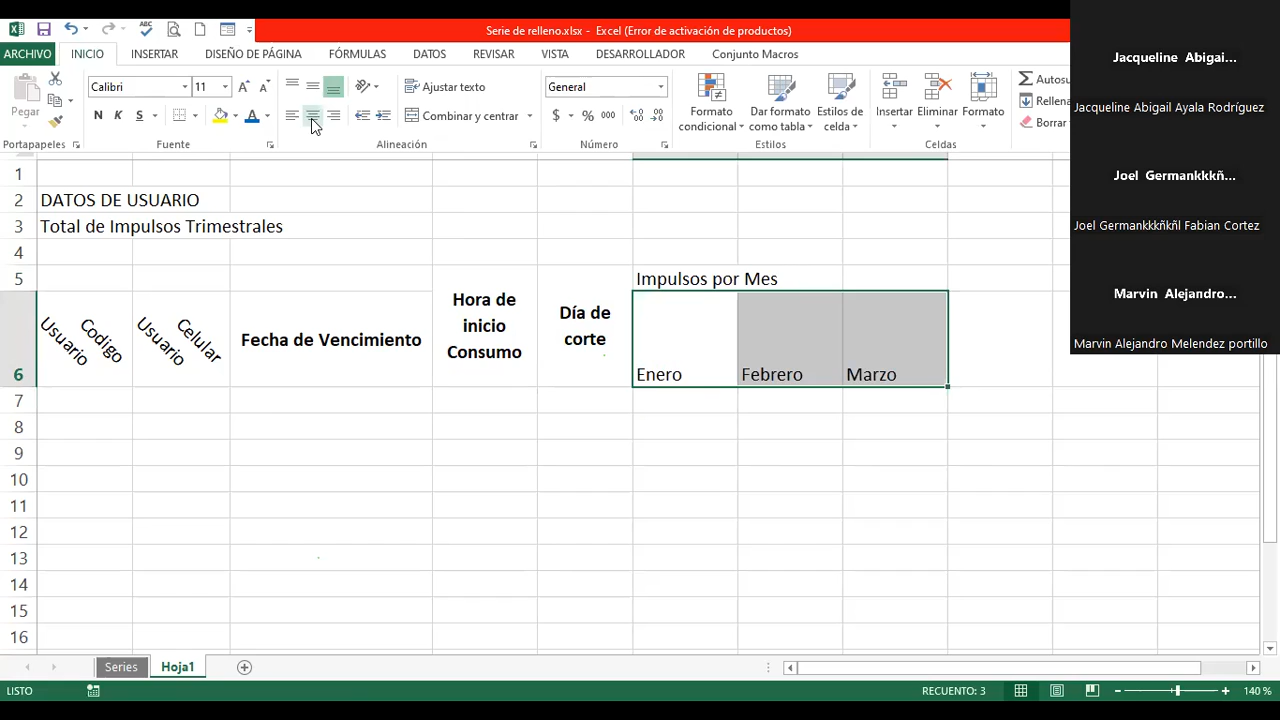 Serie de relleno.xlsx - Excel (Error de activación de productos)
ARCHIVO INICIO INSERTAR DISEÑO DE PÁGINA FÓRMULAS DATOS REVISAR VISTA DESARROLLADOR Conjunto Macros
Pegar
Calibri 11
N K S A
Ajustar texto
Combinar y centrar
General
$ % 000
Formato condicional
Dar formato como tabla
Estilos de celda
Insertar Eliminar Formato
Autosu
Rellena
Borrar
Portapapeles Fuente Alineación Número Estilos Celdas
Jacqueline Abigai...
Jacqueline Abigail Ayala Rodríguez
Joel Germankkkñ...
Joel Germankkkñkñl Fabian Cortez
Marvin Alejandro...
Marvin Alejandro Melendez portillo
1
2 DATOS DE USUARIO
3 Total de Impulsos Trimestrales
4
5 Impulsos por Mes
6 Codigo Usuario
Celular Usuario
Fecha de Vencimiento
Hora de
inicio
Consumo
Día de
corte
Enero Febrero Marzo
7
8
9
10
11
12
13
14
15
16
Series Hoja1
LISTO RECUENTO: 3 140 %